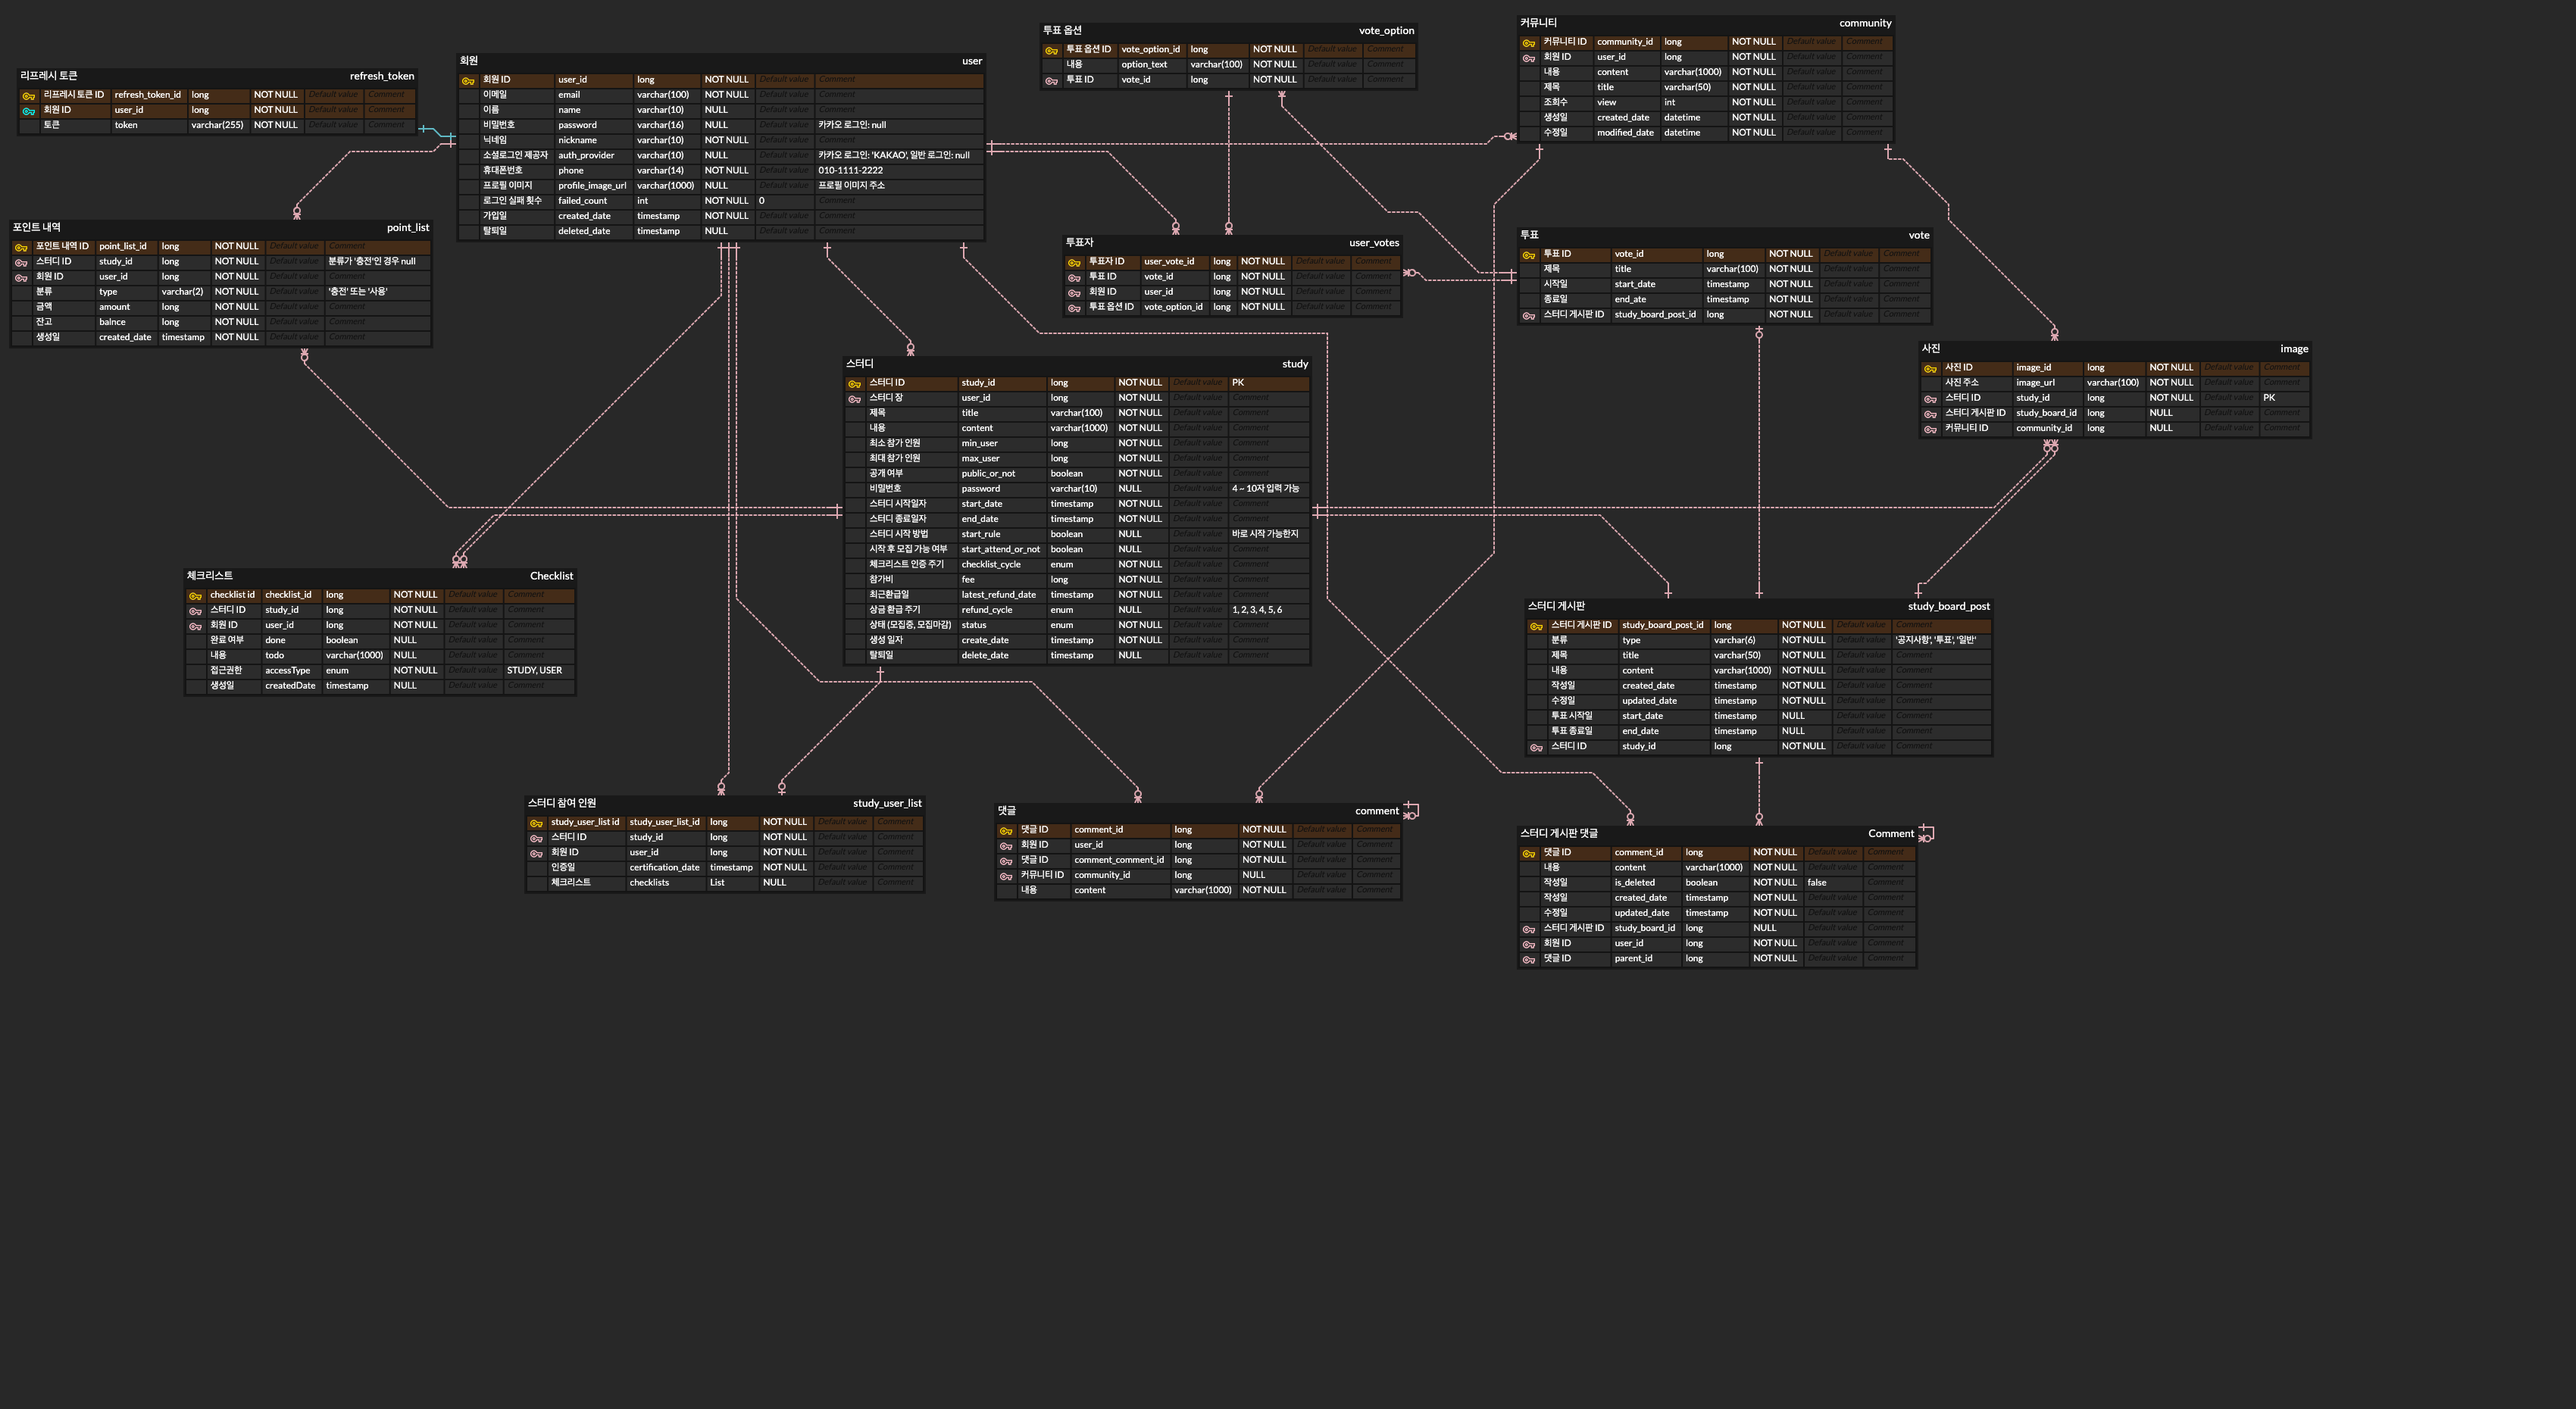 리프레시 토큰 refresh_token
리프레시 토큰 ID refresh_token_id long NOT NULL Default value Comment
회원 ID user_id long NOT NULL Default value Comment
토큰 token varchar(255) NOT NULL Default value Comment
회원 user
회원 ID user_id long NOT NULL Default value Comment
이메일 email varchar(100) NOT NULL Default value Comment
이름 name varchar(10) NULL Default value Comment
비밀번호 password varchar(16) NULL Default value 카카오 로그인: null
닉네임 nickname varchar(10) NOT NULL Default value Comment
소셜로그인 제공자 auth_provider varchar(10) NULL Default value 카카오 로그인: 'KAKAO', 일반 로그인: null
휴대폰번호 phone varchar(14) NOT NULL Default value 010-1111-2222
프로필 이미지 profile_image_url varchar(1000) NULL Default value 프로필 이미지 주소
로그인 실패 횟수 failed_count int NOT NULL 0 Comment
가입일 created_date timestamp NOT NULL Default value Comment
탈퇴일 deleted_date timestamp NULL Default value Comment
투표 옵션 vote_option
투표 옵션 ID vote_option_id long NOT NULL Default value Comment
내용 option_text varchar(100) NOT NULL Default value Comment
투표 ID vote_id long NOT NULL Default value Comment
커뮤니티 community
커뮤니티 ID community_id long NOT NULL Default value Comment
회원 ID user_id long NOT NULL Default value Comment
내용 content varchar(1000) NOT NULL Default value Comment
제목 title varchar(50) NOT NULL Default value Comment
조회수 view int NOT NULL Default value Comment
생성일 created_date datetime NOT NULL Default value Comment
수정일 modified_date datetime NOT NULL Default value Comment
포인트 내역 point_list
포인트 내역 ID point_list_id long NOT NULL Default value Comment
스터디 ID study_id long NOT NULL Default value 분류가 '충전'인 경우 null
회원 ID user_id long NOT NULL Default value Comment
분류 type varchar(2) NOT NULL Default value '충전' 또는 '사용'
금액 amount long NOT NULL Default value Comment
잔고 balnce long NOT NULL Default value Comment
생성일 created_date timestamp NOT NULL Default value Comment
투표자 user_votes
투표자 ID user_vote_id long NOT NULL Default value Comment
투표 ID vote_id long NOT NULL Default value Comment
회원 ID user_id long NOT NULL Default value Comment
투표 옵션 ID vote_option_id long NOT NULL Default value Comment
투표 vote
투표 ID vote_id long NOT NULL Default value Comment
제목 title varchar(100) NOT NULL Default value Comment
시작일 start_date timestamp NOT NULL Default value Comment
종료일 end_ate timestamp NOT NULL Default value Comment
스터디 게시판 ID study_board_post_id long NOT NULL Default value Comment
사진 image
사진 ID image_id long NOT NULL Default value Comment
사진 주소 image_url varchar(100) NOT NULL Default value Comment
스터디 ID study_id long NOT NULL Default value PK
스터디 게시판 ID study_board_id long NULL Default value Comment
커뮤니티 ID community_id long NULL Default value Comment
스터디 study
스터디 ID study_id long NOT NULL Default value PK
스터디 장 user_id long NOT NULL Default value Comment
제목 title varchar(100) NOT NULL Default value Comment
내용 content varchar(1000) NOT NULL Default value Comment
최소 참가 인원 min_user long NOT NULL Default value Comment
최대 참가 인원 max_user long NOT NULL Default value Comment
공개 여부 public_or_not boolean NOT NULL Default value Comment
비밀번호 password varchar(10) NULL Default value 4 ~ 10자 입력 가능
스터디 시작일자 start_date timestamp NOT NULL Default value Comment
스터디 종료일자 end_date timestamp NOT NULL Default value Comment
스터디 시작 방법 start_rule boolean NULL Default value 바로 시작 가능한지
시작 후 모집 가능 여부 start_attend_or_not boolean NULL Default value Comment
체크리스트 인증 주기 checklist_cycle enum NOT NULL Default value Comment
참가비 fee long NOT NULL Default value Comment
최근환급일 latest_refund_date timestamp NOT NULL Default value Comment
상금 환급 주기 refund_cycle enum NULL Default value 1, 2, 3, 4, 5, 6
상태 (모집중, 모집마감) status enum NOT NULL Default value Comment
생성 일자 create_date timestamp NOT NULL Default value Comment
탈퇴일 delete_date timestamp NULL Default value Comment
체크리스트 Checklist
checklist id checklist_id long NOT NULL Default value Comment
스터디 ID study_id long NOT NULL Default value Comment
회원 ID user_id long NOT NULL Default value Comment
완료 여부 done boolean NULL Default value Comment
내용 todo varchar(1000) NULL Default value Comment
접근권한 accessType enum NOT NULL Default value STUDY, USER
생성일 createdDate timestamp NULL Default value Comment
스터디 게시판 study_board_post
스터디 게시판 ID study_board_post_id long NOT NULL Default value Comment
분류 type varchar(6) NOT NULL Default value '공지사항', '투표', '일반'
제목 title varchar(50) NOT NULL Default value Comment
내용 content varchar(1000) NOT NULL Default value Comment
작성일 created_date timestamp NOT NULL Default value Comment
수정일 updated_date timestamp NOT NULL Default value Comment
투표 시작일 start_date timestamp NULL Default value Comment
투표 종료일 end_date timestamp NULL Default value Comment
스터디 ID study_id long NOT NULL Default value Comment
스터디 참여 인원 study_user_list
study_user_list id study_user_list_id long NOT NULL Default value Comment
스터디 ID study_id long NOT NULL Default value Comment
회원 ID user_id long NOT NULL Default value Comment
인증일 certification_date timestamp NOT NULL Default value Comment
체크리스트 checklists List NULL Default value Comment
댓글 comment
댓글 ID comment_id long NOT NULL Default value Comment
회원 ID user_id long NOT NULL Default value Comment
댓글 ID comment_comment_id long NOT NULL Default value Comment
커뮤니티 ID community_id long NULL Default value Comment
내용 content varchar(1000) NOT NULL Default value Comment
스터디 게시판 댓글 Comment
댓글 ID comment_id long NOT NULL Default value Comment
내용 content varchar(1000) NOT NULL Default value Comment
작성일 is_deleted boolean NOT NULL false Comment
작성일 created_date timestamp NOT NULL Default value Comment
수정일 updated_date timestamp NOT NULL Default value Comment
스터디 게시판 ID study_board_id long NULL Default value Comment
회원 ID user_id long NOT NULL Default value Comment
댓글 ID parent_id long NOT NULL Default value Comment